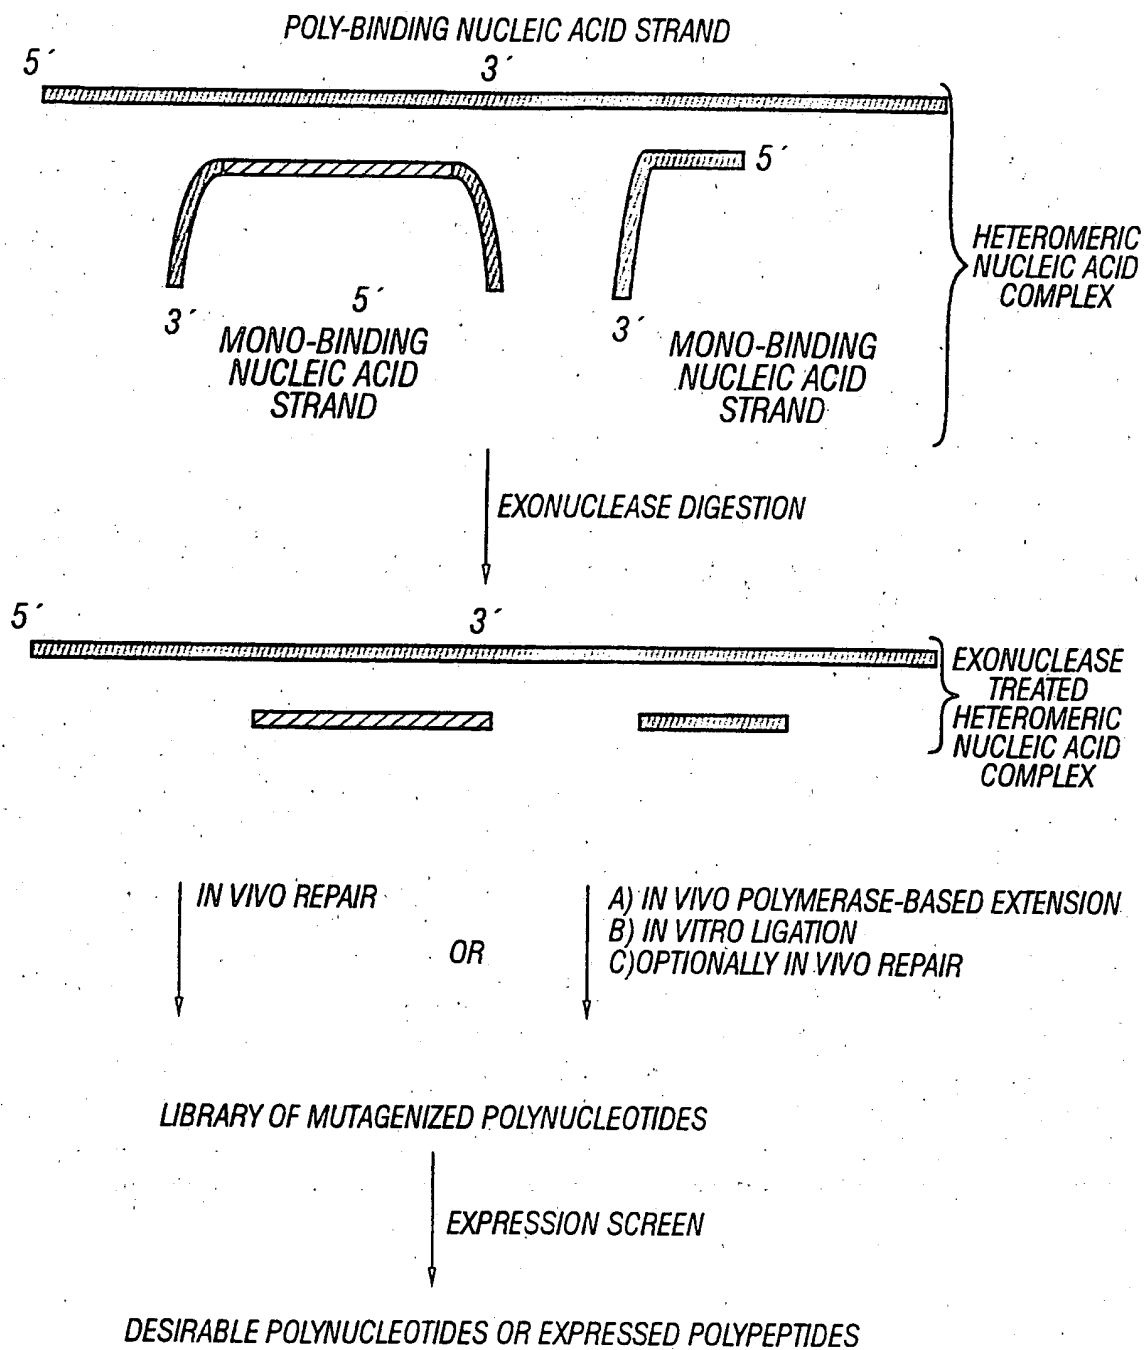 POLY-BINDING NUCLEIC ACID STRAND
5´
3´
5´
3´
5´
MONO-BINDING
NUCLEIC ACID
STRAND
3´
MONO-BINDING
NUCLEIC ACID
STRAND
HETEROMERIC
NUCLEIC ACID
COMPLEX
EXONUCLEASE DIGESTION
5´
3´
EXONUCLEASE
TREATED
HETEROMERIC
NUCLEIC ACID
COMPLEX
IN VIVO REPAIR
OR
A) IN VIVO POLYMERASE-BASED EXTENSION
B) IN VITRO LIGATION
C)OPTIONALLY IN VIVO REPAIR
LIBRARY OF MUTAGENIZED POLYNUCLEOTIDES
EXPRESSION SCREEN
DESIRABLE POLYNUCLEOTIDES OR EXPRESSED POLYPEPTIDES